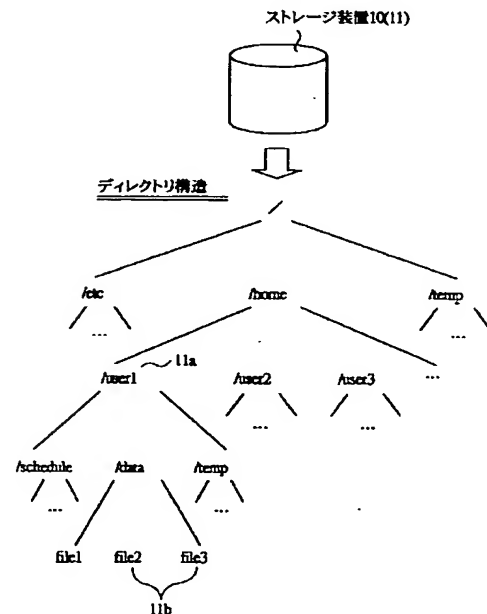 ストレージ装置10(11)
ディレクトリ構造
/
/etc /home /temp
... ...
...
/user1 11a /user2 /user3
... ...
/schedule /data /temp
... ...
file1 file2 file3
11b